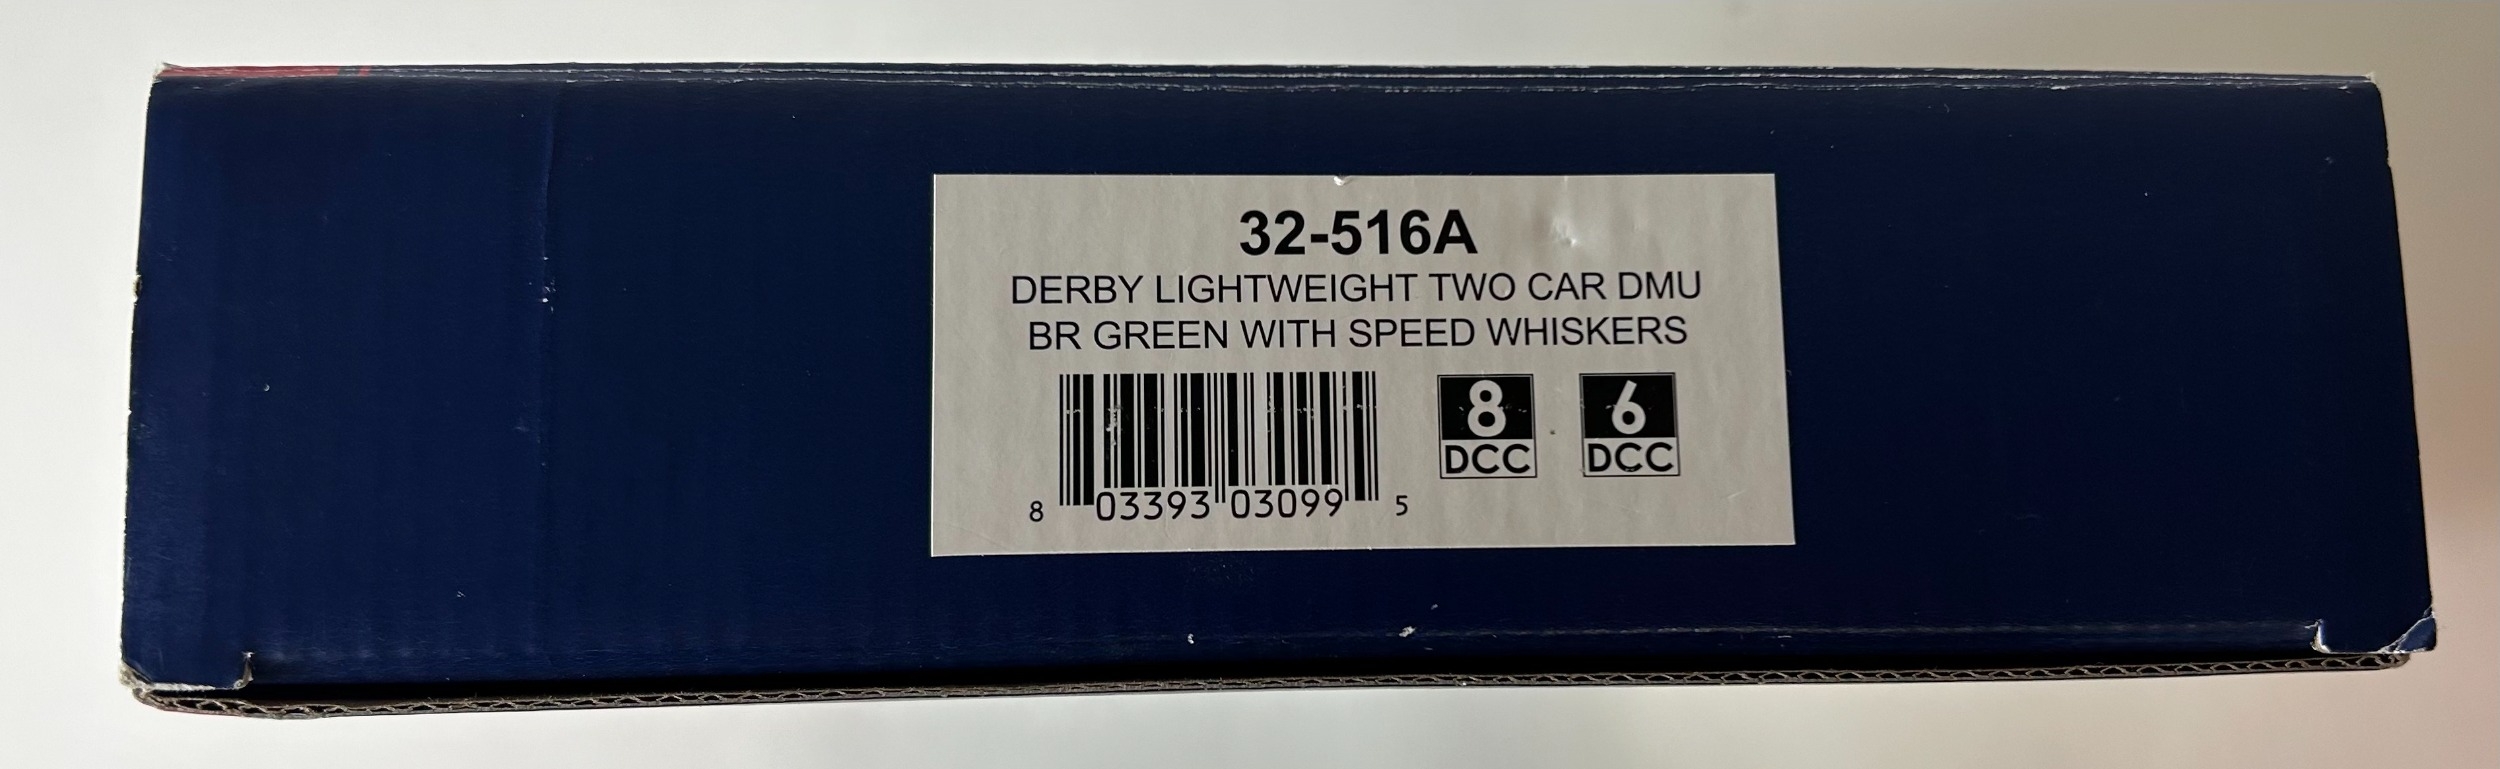 32-516A
DERBY LIGHTWEIGHT TWO CAR DMU
BR GREEN WITH SPEED WHISKERS
8 DCC 6 DCC
8 03393 03099 5